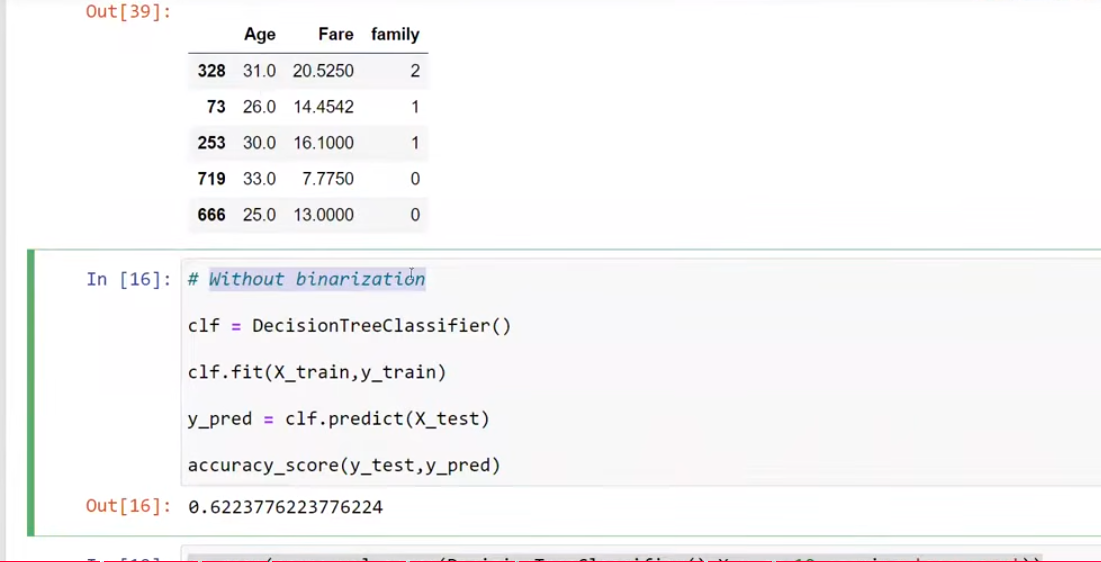 Out[39]:
Age Fare family
328 31.0 20.5250 2
73 26.0 14.4542 1
253 30.0 16.1000 1
719 33.0 7.7750 0
666 25.0 13.0000 0
In [16]: # Without binarization
clf = DecisionTreeClassifier()
clf.fit(X_train,y_train)
y_pred = clf.predict(X_test)
accuracy_score(y_test,y_pred)
Out[16]: 0.6223776223776224